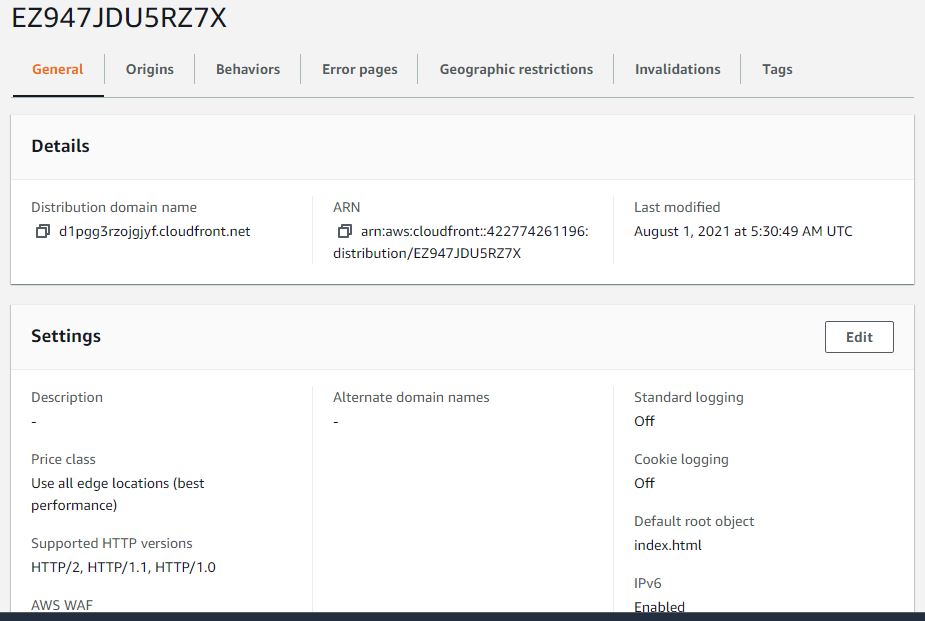 EZ947JDU5RZ7X
General
Origins
Behaviors
Error pages
Geographic restrictions
Invalidations
Tags
Details
Distribution domain name
d1pgg3rzojgjyf.cloudfront.net
ARN
arn:aws:cloudfront::422774261196:
distribution/EZ947JDU5RZ7X
Last modified
August 1, 2021 at 5:30:49 AM UTC
Settings
Edit
Description
-
Price class
Use all edge locations (best
performance)
Supported HTTP versions
HTTP/2, HTTP/1.1, HTTP/1.0
AWS WAF
Alternate domain names
-
Standard logging
Off
Cookie logging
Off
Default root object
index.html
IPv6
Enabled